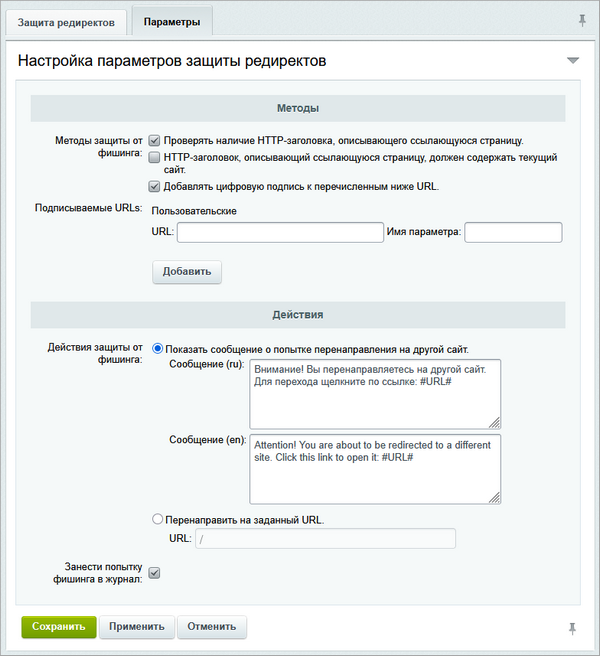 Защита редиректов Параметры
Настройка параметров защиты редиректов
Методы
Методы защиты от фишинга:
Проверять наличие HTTP-заголовка, описывающего ссылающуюся страницу.
HTTP-заголовок, описывающий ссылающуюся страницу, должен содержать текущий
сайт.
Добавлять цифровую подпись к перечисленным ниже URL.
Подписываемые URLs: Пользовательские
URL: Имя параметра:
Добавить
Действия
Действия защиты от фишинга:
Показать сообщение о попытке перенаправления на другой сайт.
Сообщение (ru): Внимание! Вы перенаправляетесь на другой сайт.
Для перехода щелкните по ссылке: #URL#
Сообщение (en): Attention! You are about to be redirected to a different
site. Click this link to open it: #URL#
Перенаправить на заданный URL.
URL: /
Занести попытку
фишинга в журнал:
Сохранить Применить Отменить